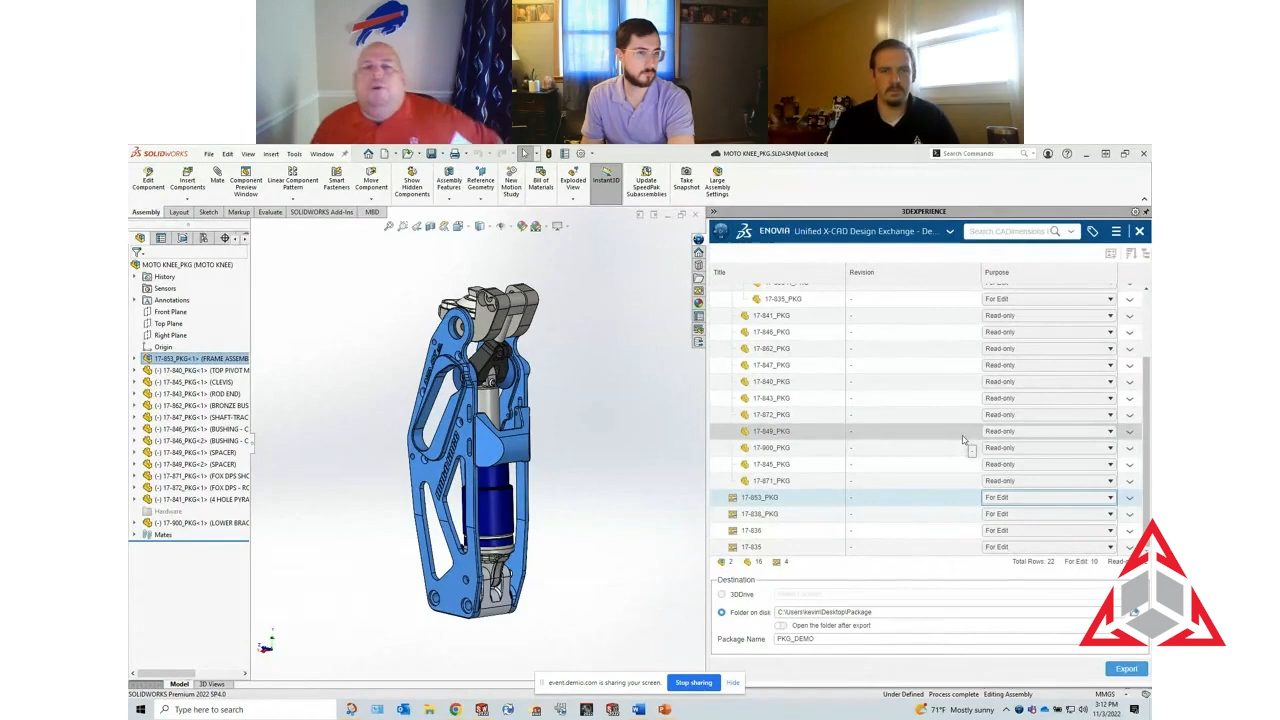 SOLIDWORKS File Edit View Insert Tools Window MOTO KNEE_PKG.SLDASM[Not Locked] Search Commands
Edit Component Insert Components Mate Component Preview Window Linear Component Pattern Smart Fasteners Move Component Show Hidden Components Assembly Features Reference Geometry New Motion Study Bill of Materials Exploded View Instant3D Update SpeedPak Subassemblies Take Snapshot Large Assembly Settings
Assembly Layout Sketch Markup Evaluate SOLIDWORKS Add-Ins MBD
3DEXPERIENCE
ENOVIA Unified X-CAD Design Exchange - De...
MOTO KNEE_PKG (MOTO KNEE)
History
Sensors
Annotations
Front Plane
Top Plane
Right Plane
Origin
17-853_PKG<1> (FRAME ASSEMB
(-) 17-840_PKG<1> (TOP PIVOT M
(-) 17-845_PKG<1> (CLEVIS)
(-) 17-843_PKG<1> (ROD END)
(-) 17-862_PKG<1> (BRONZE BUS
(-) 17-847_PKG<1> (SHAFT-TRAC
(-) 17-846_PKG<1> (BUSHING - C
(-) 17-846_PKG<2> (BUSHING - C
(-) 17-849_PKG<1> (SPACER)
(-) 17-849_PKG<2> (SPACER)
(-) 17-871_PKG<1> (FOX DPS SHO
(-) 17-872_PKG<1> (FOX DPS - RO
(-) 17-841_PKG<1> (4 HOLE PYRA
Hardware
(-) 17-900_PKG<1> (LOWER BRAC
Mates
Title Revision Purpose
17-835_PKG - For Edit
17-841_PKG - Read-only
17-846_PKG - Read-only
17-862_PKG - Read-only
17-847_PKG - Read-only
17-840_PKG - Read-only
17-843_PKG - Read-only
17-872_PKG - Read-only
17-849_PKG - Read-only
17-900_PKG - Read-only
17-845_PKG - Read-only
17-871_PKG - Read-only
17-853_PKG - For Edit
17-838_PKG - For Edit
17-836 - For Edit
17-835 - For Edit
2 16 4 Total Rows: 22 For Edit: 10 Read-
Destination
3DDrive
Folder on disk C:\Users\kevin\Desktop\Package
Open the folder after export
Package Name PKG_DEMO
Export
Model 3D Views
event.demio.com is sharing your screen. Stop sharing Hide
SOLIDWORKS Premium 2022 SP4.0 Under Defined Process complete Editing Assembly MMGS
Type here to search 71°F Mostly sunny 3:12 PM
11/3/2022